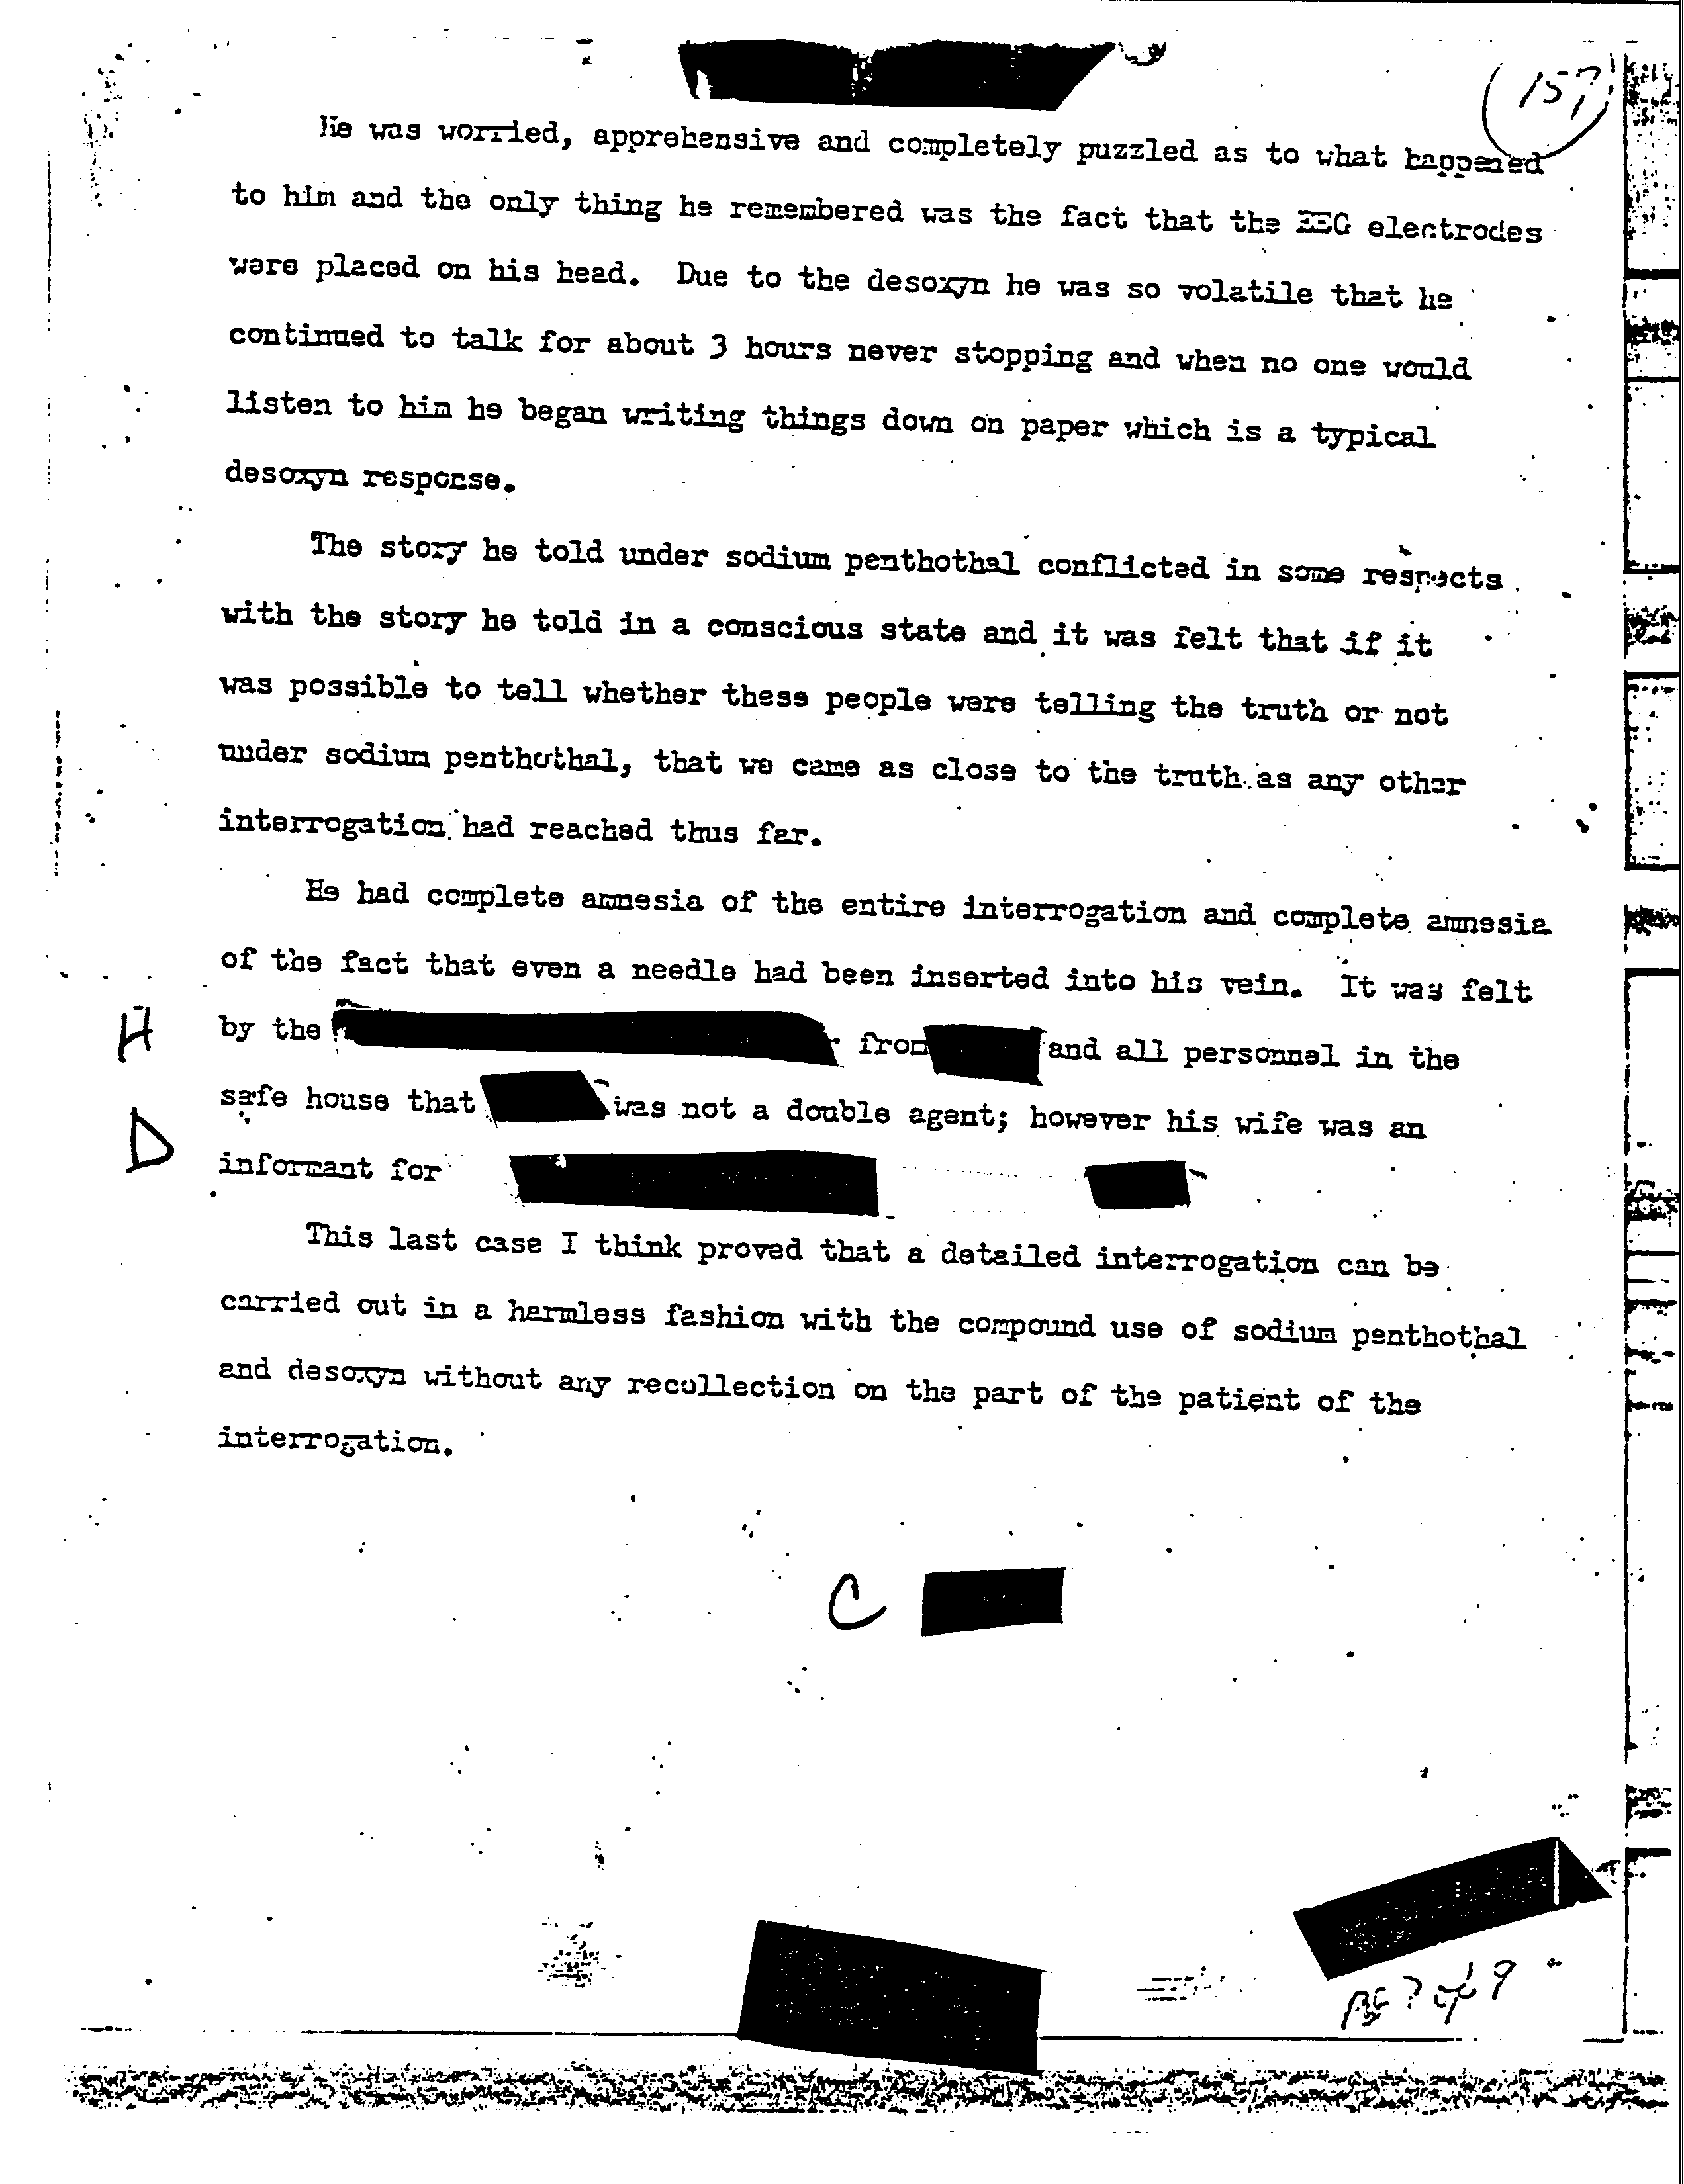 157
He was worried, apprehensive and completely puzzled as to what happened
to him and the only thing he remembered was the fact that the EEG electrodes
were placed on his head. Due to the desoxyn he was so volatile that he
continued to talk for about 3 hours never stopping and when no one would
listen to him he began writing things down on paper which is a typical
desoxyn response.
The story he told under sodium penthothal conflicted in some respects
with the story he told in a conscious state and it was felt that if it
was possible to tell whether these people were telling the truth or not
under sodium penthothal, that we came as close to the truth as any other
interrogation had reached thus far.
He had complete amnesia of the entire interrogation and complete amnesia
of the fact that even a needle had been inserted into his vein. It was felt
H by the from and all personnel in the
safe house that was not a double agent; however his wife was an
D informant for
This last case I think proved that a detailed interrogation can be
carried out in a harmless fashion with the compound use of sodium penthothal
and desoxyn without any recollection on the part of the patient of the
interrogation.
C
pg ? of 9